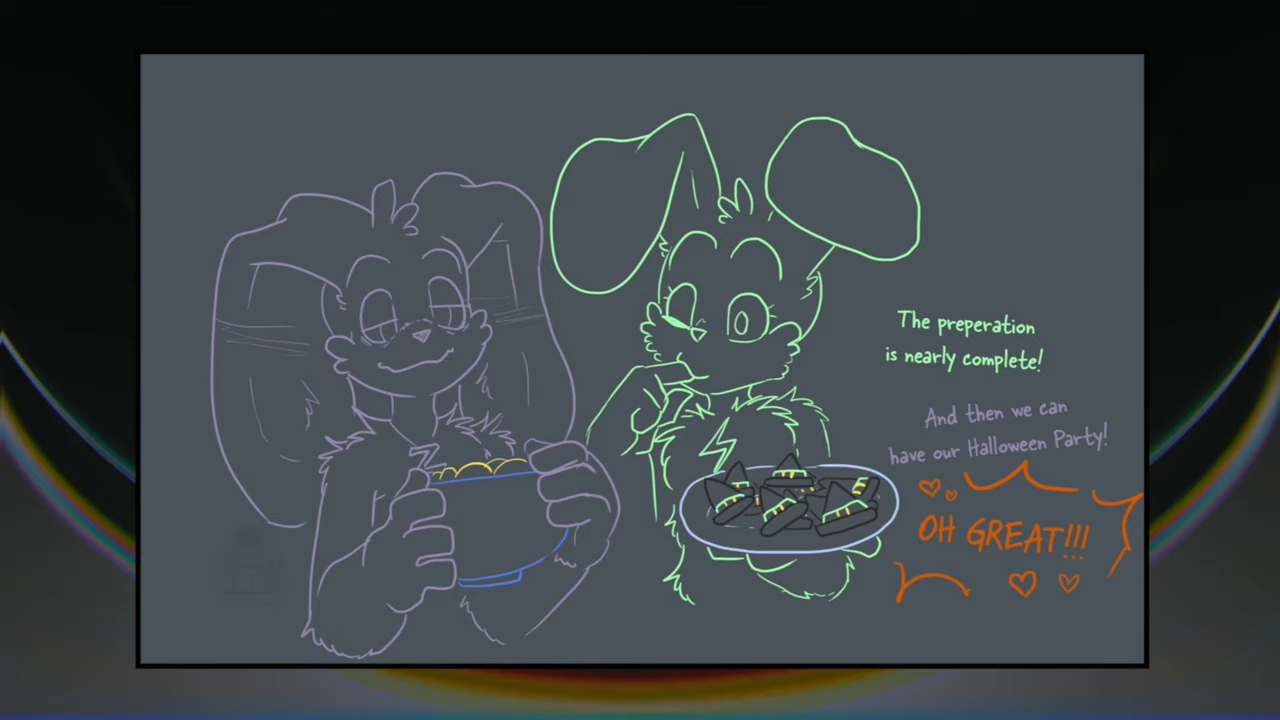 The preperation
is nearly complete!
And then we can
have our Halloween Party!
OH GREAT!!!